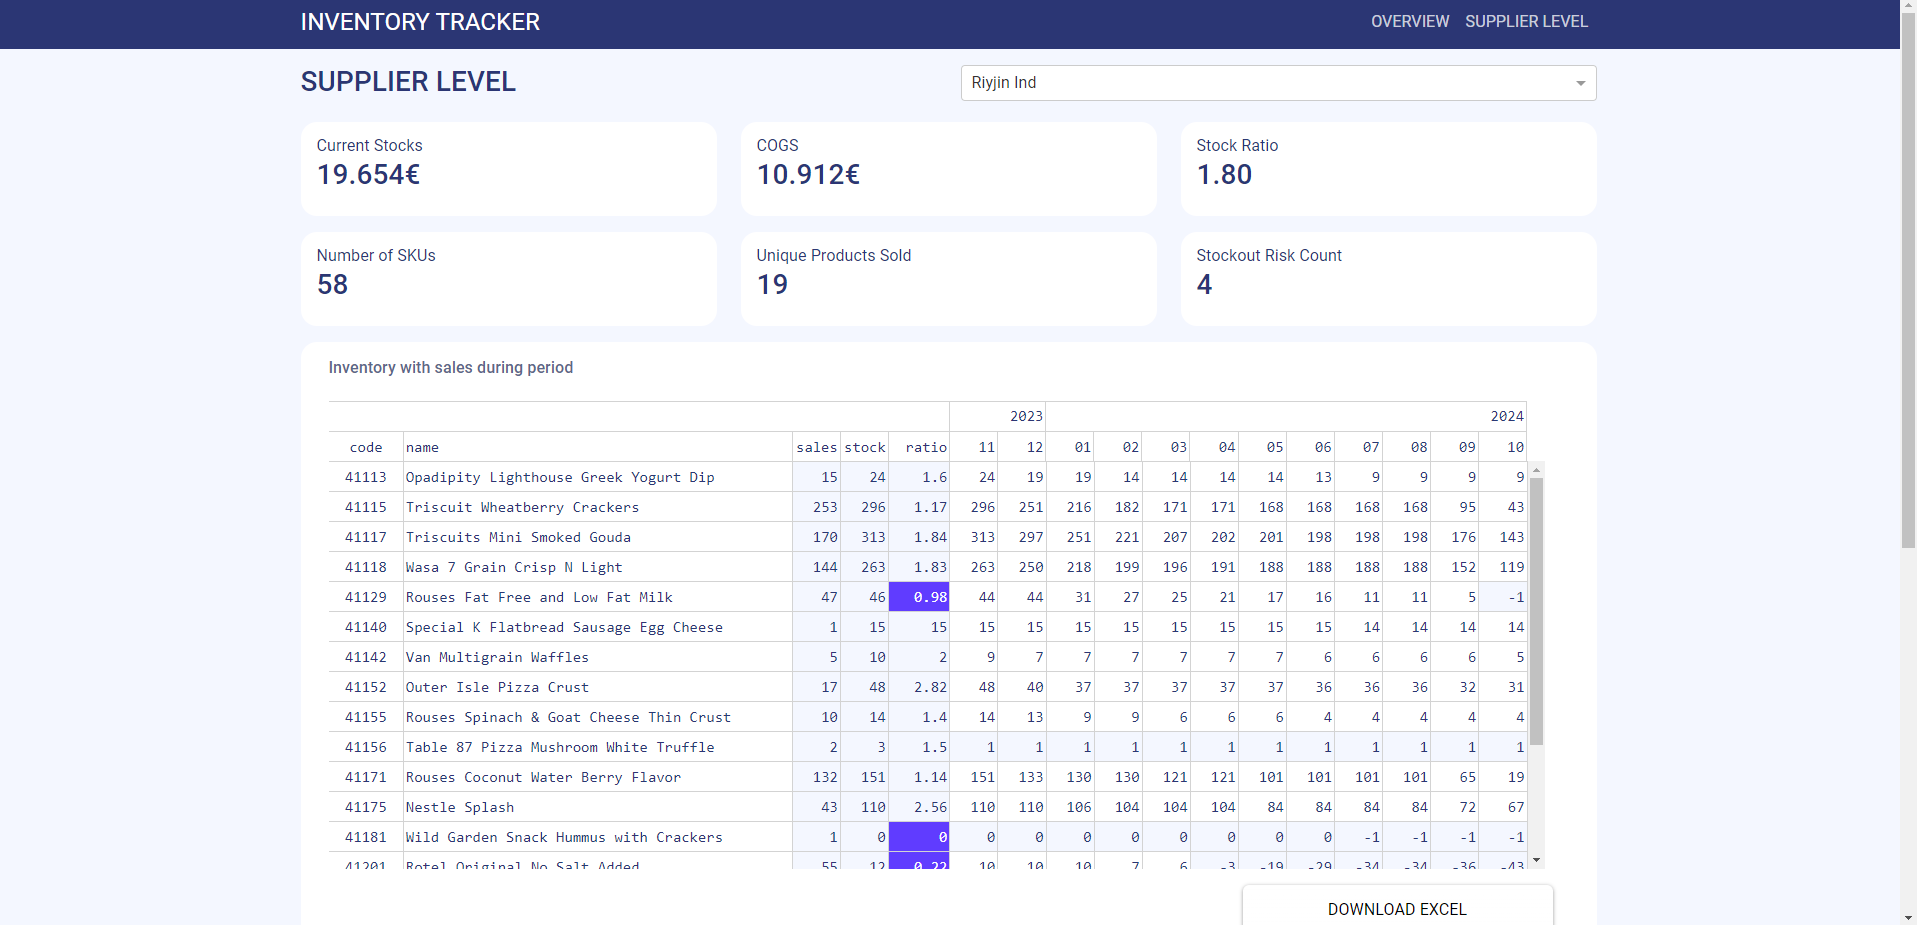 INVENTORY TRACKER OVERVIEW SUPPLIER LEVEL
SUPPLIER LEVEL Riyjin Ind
Current Stocks COGS Stock Ratio
19.654€ 10.912€ 1.80
Number of SKUs Unique Products Sold Stockout Risk Count
58 19 4
Inventory with sales during period
2023 2024
code name sales stock ratio 11 12 01 02 03 04 05 06 07 08 09 10
41113 Opadipity Lighthouse Greek Yogurt Dip 15 24 1.6 24 19 19 14 14 14 14 13 9 9 9 9
41115 Triscuit Wheatberry Crackers 253 296 1.17 296 251 216 182 171 171 168 168 168 168 95 43
41117 Triscuits Mini Smoked Gouda 170 313 1.84 313 297 251 221 207 202 201 198 198 198 176 143
41118 Wasa 7 Grain Crisp N Light 144 263 1.83 263 250 218 199 196 191 188 188 188 188 152 119
41129 Rouses Fat Free and Low Fat Milk 47 46 0.98 44 44 31 27 25 21 17 16 11 11 5 -1
41140 Special K Flatbread Sausage Egg Cheese 1 15 15 15 15 15 15 15 15 15 15 14 14 14 14
41142 Van Multigrain Waffles 5 10 2 9 7 7 7 7 7 7 6 6 6 6 5
41152 Outer Isle Pizza Crust 17 48 2.82 48 40 37 37 37 37 37 36 36 36 32 31
41155 Rouses Spinach & Goat Cheese Thin Crust 10 14 1.4 14 13 9 9 6 6 6 4 4 4 4 4
41156 Table 87 Pizza Mushroom White Truffle 2 3 1.5 1 1 1 1 1 1 1 1 1 1 1 1
41171 Rouses Coconut Water Berry Flavor 132 151 1.14 151 133 130 130 121 121 101 101 101 101 65 19
41175 Nestle Splash 43 110 2.56 110 110 106 104 104 104 84 84 84 84 72 67
41181 Wild Garden Snack Hummus with Crackers 1 0 0 0 0 0 0 0 0 0 0 -1 -1 -1 -1
41201 Rotel Original No Salt Added 55 12 0.22 10 10 10 7 6 -3 -19 -29 -34 -34 -36 -43
DOWNLOAD EXCEL